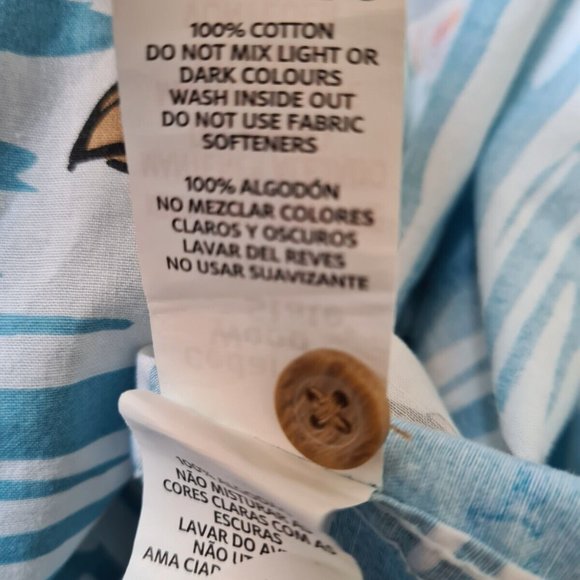 100% COTTON
DO NOT MIX LIGHT OR
DARK COLOURS
WASH INSIDE OUT
DO NOT USE FABRIC
SOFTENERS
100% ALGODÓN
NO MEZCLAR COLORES
CLAROS Y OSCUROS
LAVAR DEL REVES
NO USAR SUAVIZANTE
100%
NÃO
CORES CLARAS COM AS
ESCURAS
LAVAR DO
NÃO
AMA